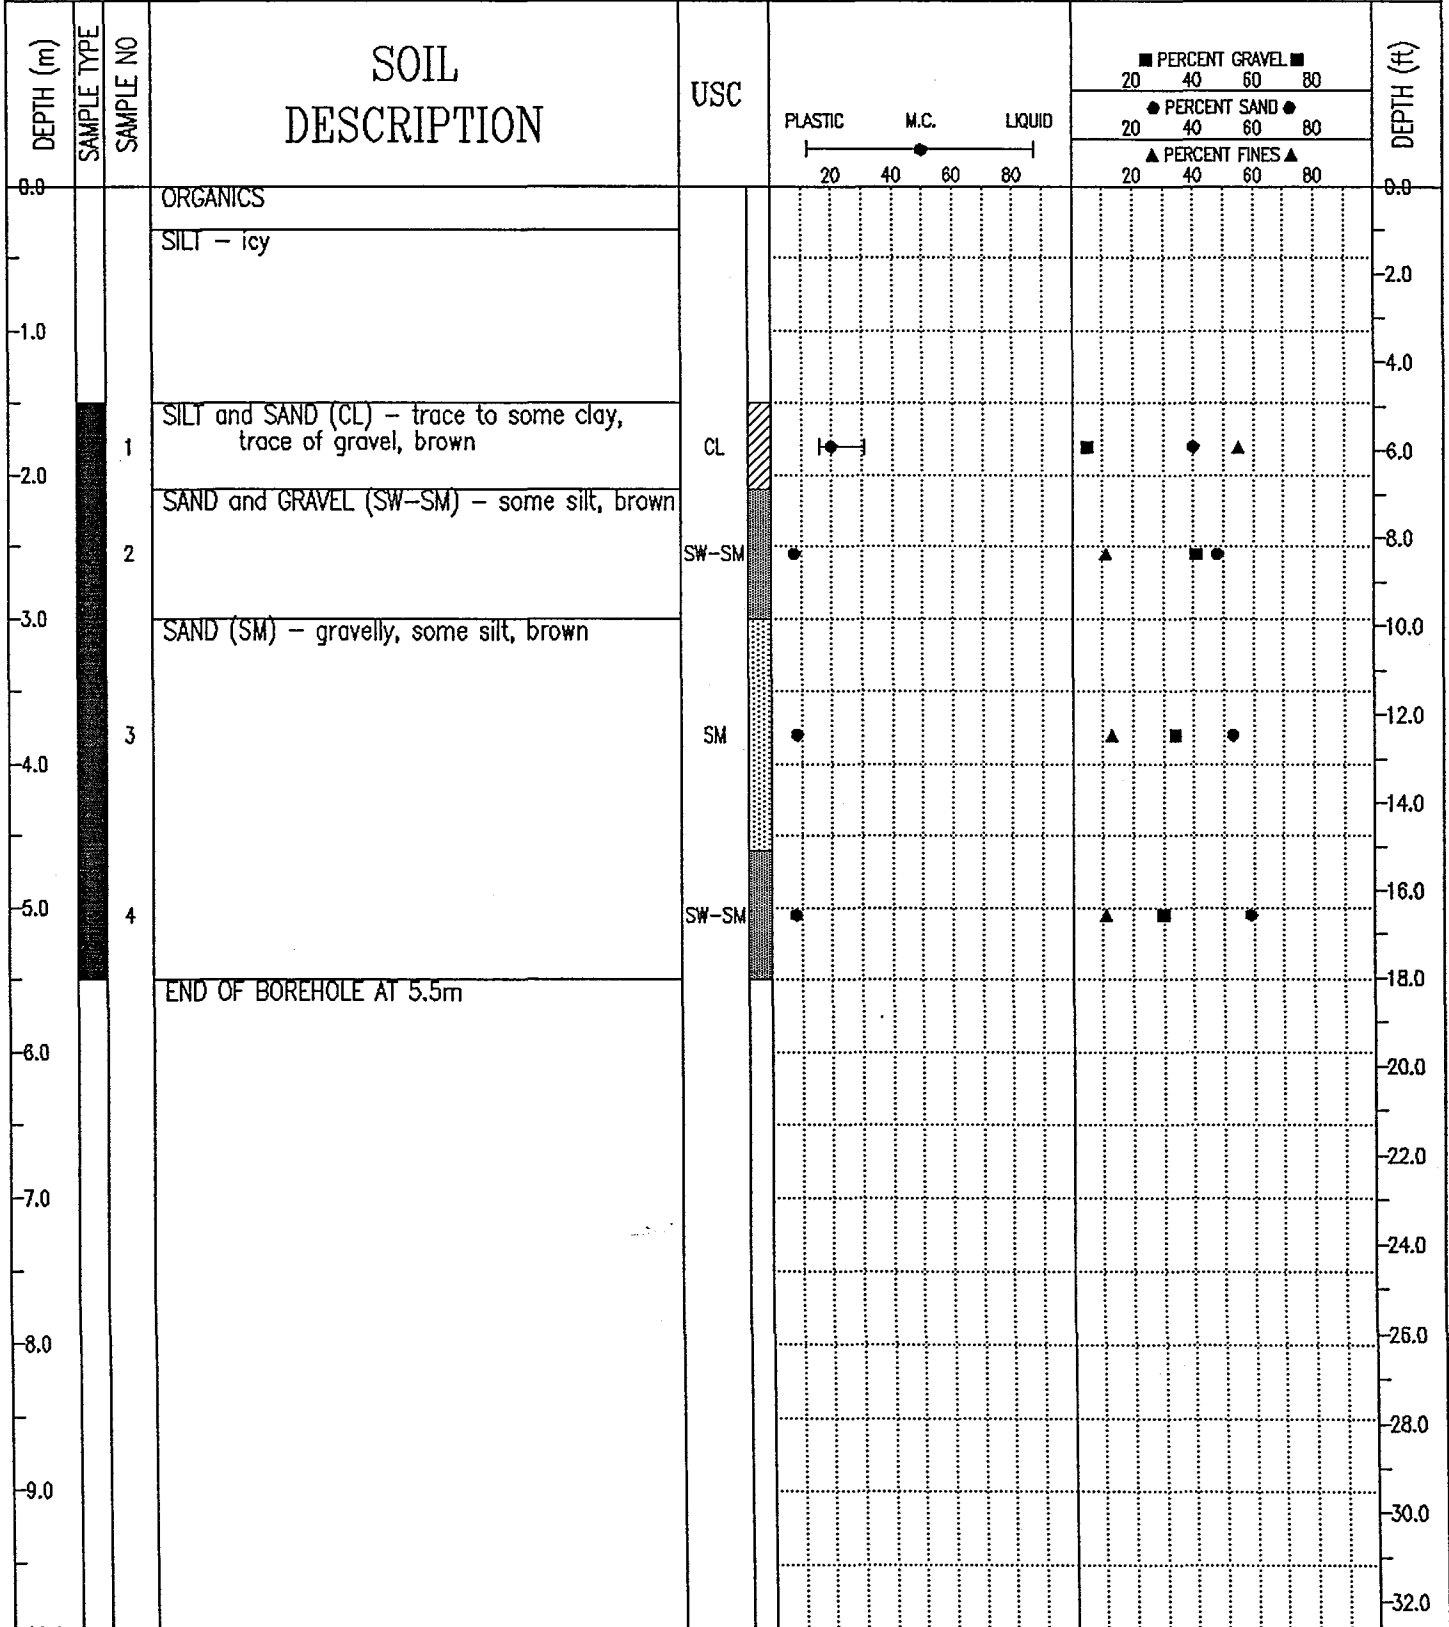 DEPTH (m)
SAMPLE TYPE
SAMPLE NO
SOIL
DESCRIPTION
USC
PLASTIC M.C. LIQUID
20 40 60 80
■ PERCENT GRAVEL ■
20 40 60 80
● PERCENT SAND ●
20 40 60 80
▲ PERCENT FINES ▲
20 40 60 80
DEPTH (ft)
0.0 ORGANICS 0.0
SILT – icy
2.0
1.0
4.0
SILT and SAND (CL) – trace to some clay,
trace of gravel, brown
1 CL 6.0
2.0
SAND and GRAVEL (SW–SM) – some silt, brown
8.0
2 SW–SM
3.0
SAND (SM) – gravelly, some silt, brown 10.0
12.0
3 SM
4.0
14.0
16.0
5.0 4 SW–SM
18.0
END OF BOREHOLE AT 5.5m
6.0
20.0
22.0
7.0
24.0
26.0
8.0
28.0
9.0
30.0
32.0